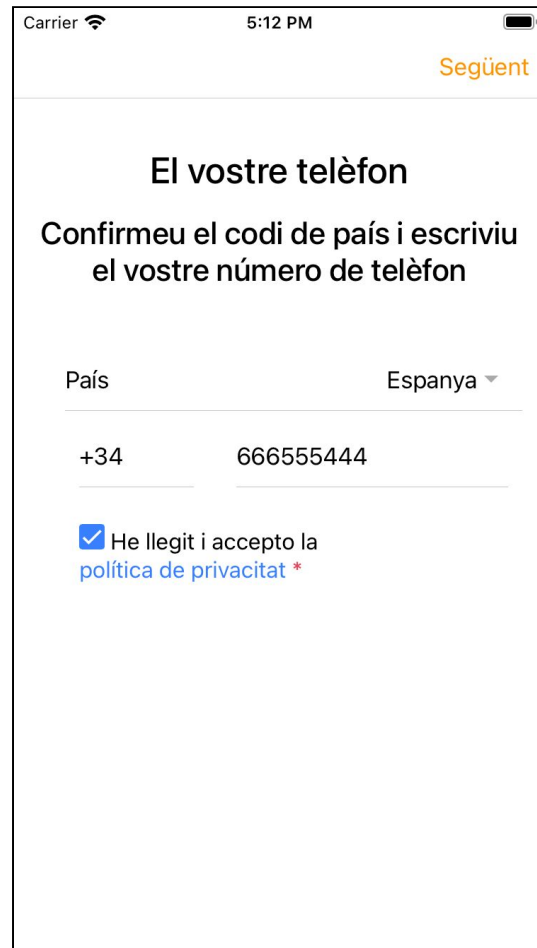 Carrier 5:12 PM
Següent
El vostre telèfon
Confirmeu el codi de país i escriviu
el vostre número de telèfon
País Espanya
+34 666555444
He llegit i accepto la
política de privacitat *